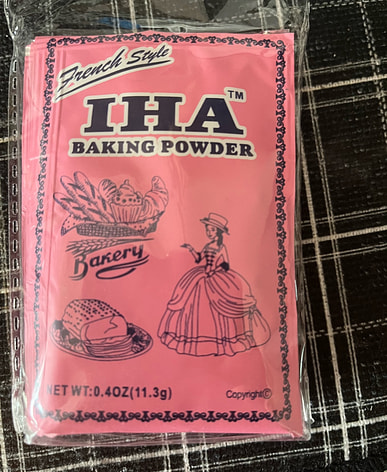 French Style
IHA™
BAKING POWDER
Bakery
NET WT:0.4OZ(11.3g)
Copyright©